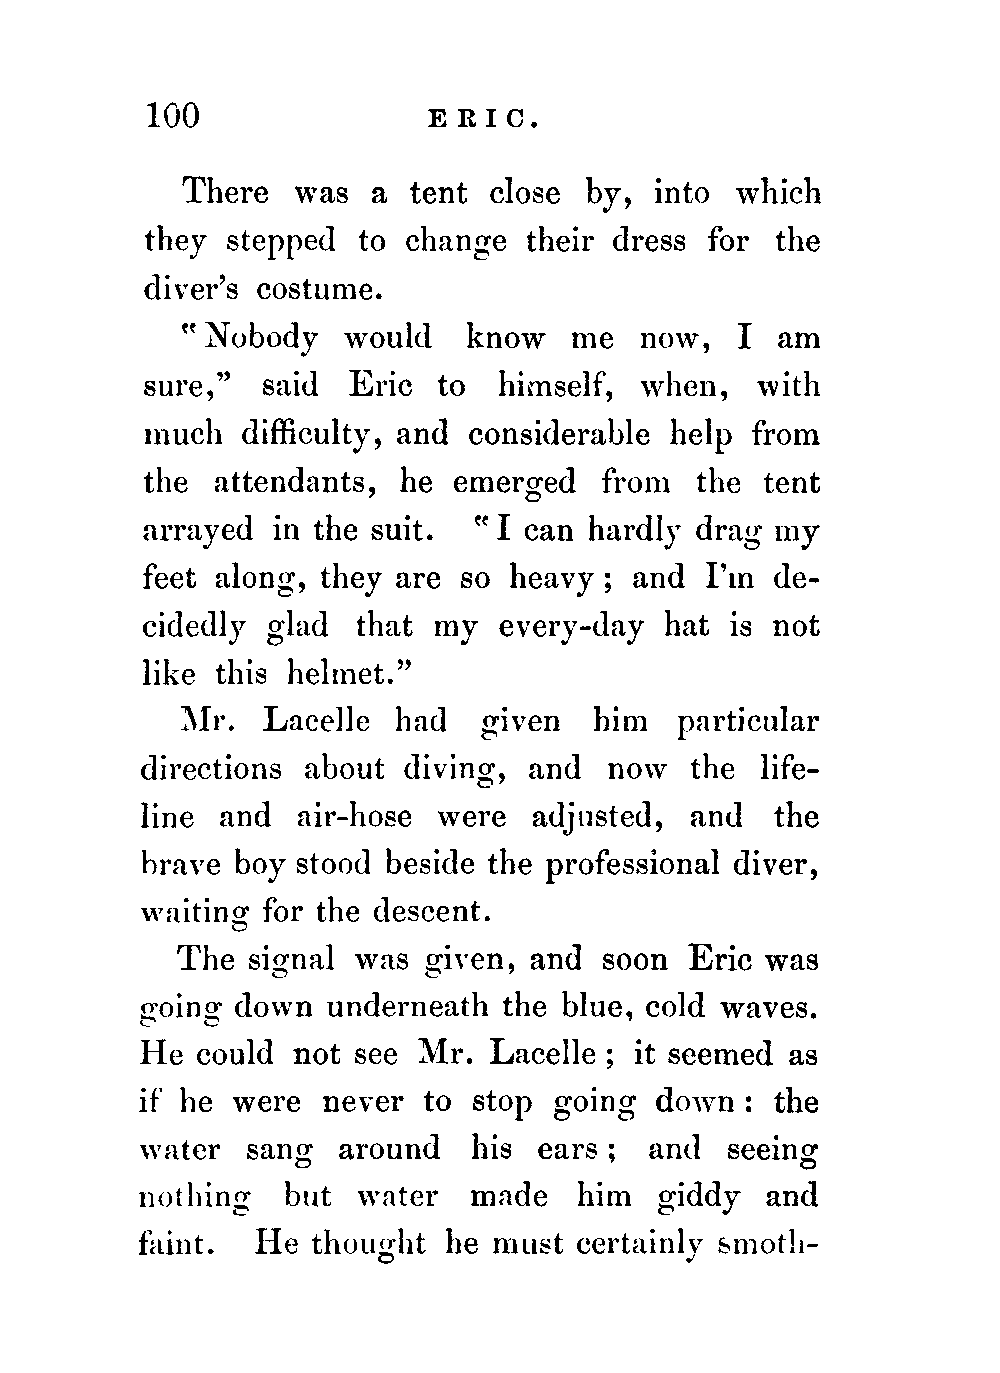 100 ERIC.
There was a tent close by, into which
they stepped to change their dress for the
diver's costume.
"Nobody would know me now, I am
sure," said Eric to himself, when, with
much difficulty, and considerable help from
the attendants, he emerged from the tent
arrayed in the suit. "I can hardly drag my
feet along, they are so heavy; and I'm de-
cidedly glad that my every-day hat is not
like this helmet."
Mr. Lacelle had given him particular
directions about diving, and now the life-
line and air-hose were adjusted, and the
brave boy stood beside the professional diver,
waiting for the descent.
The signal was given, and soon Eric was
going down underneath the blue, cold waves.
He could not see Mr. Lacelle; it seemed as
if he were never to stop going down: the
water sang around his ears; and seeing
nothing but water made him giddy and
faint. He thought he must certainly smoth-